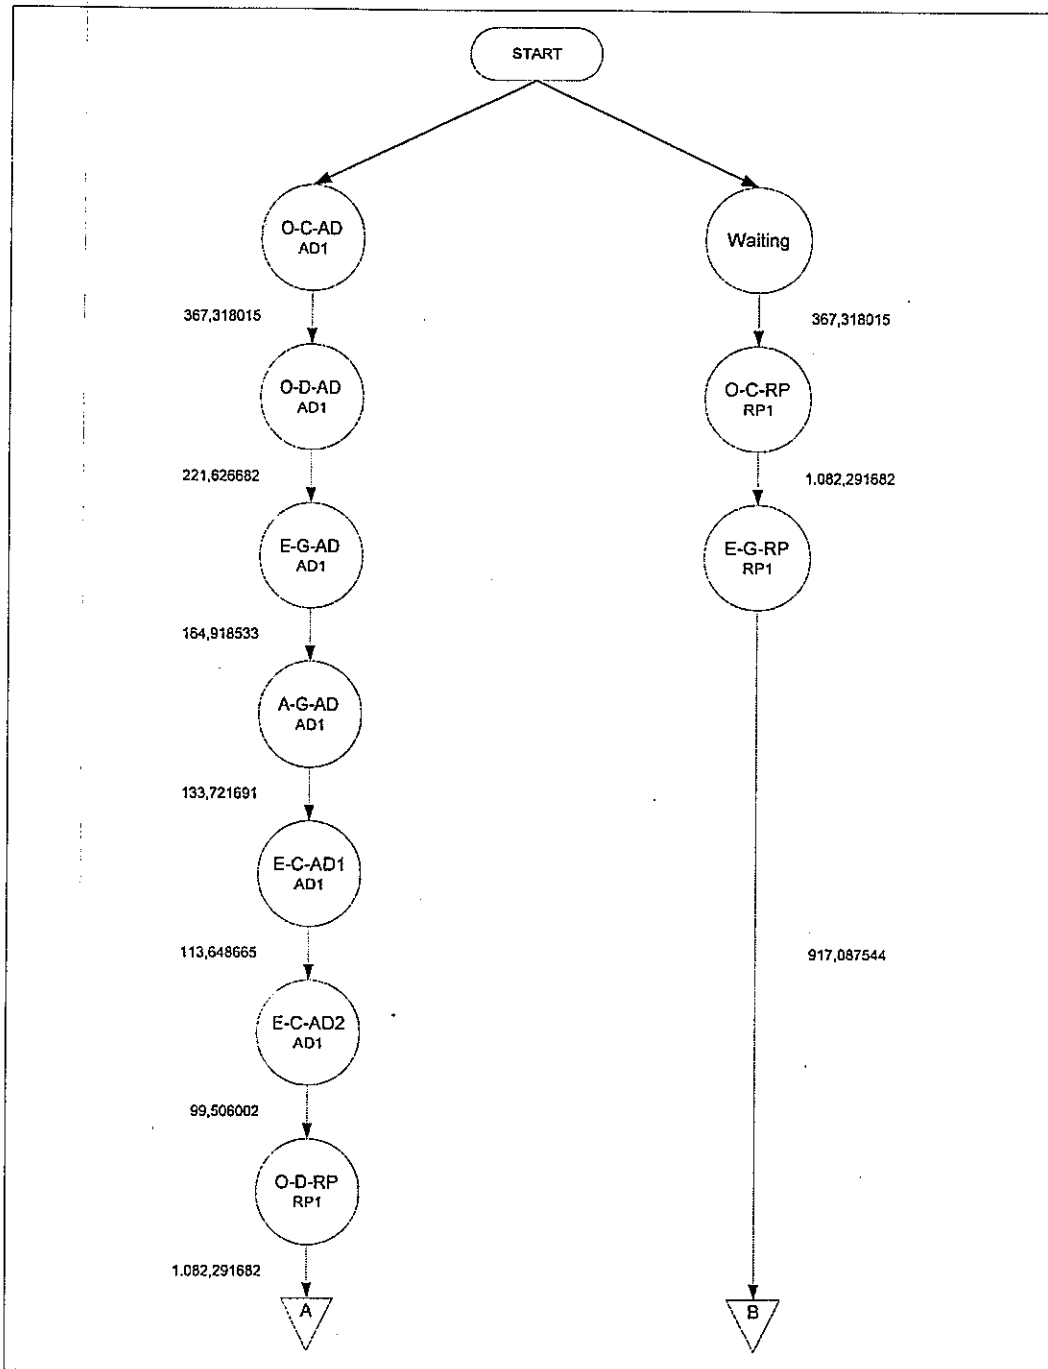 START
O-C-AD
AD1
Waiting
367,318015
367,318015
O-D-AD
AD1
O-C-RP
RP1
221,626682
1.082,291682
E-G-AD
AD1
E-G-RP
RP1
164,918533
A-G-AD
AD1
133,721691
E-C-AD1
AD1
113,648665
917,087544
E-C-AD2
AD1
99,506002
O-D-RP
RP1
1.082,291682
A
B